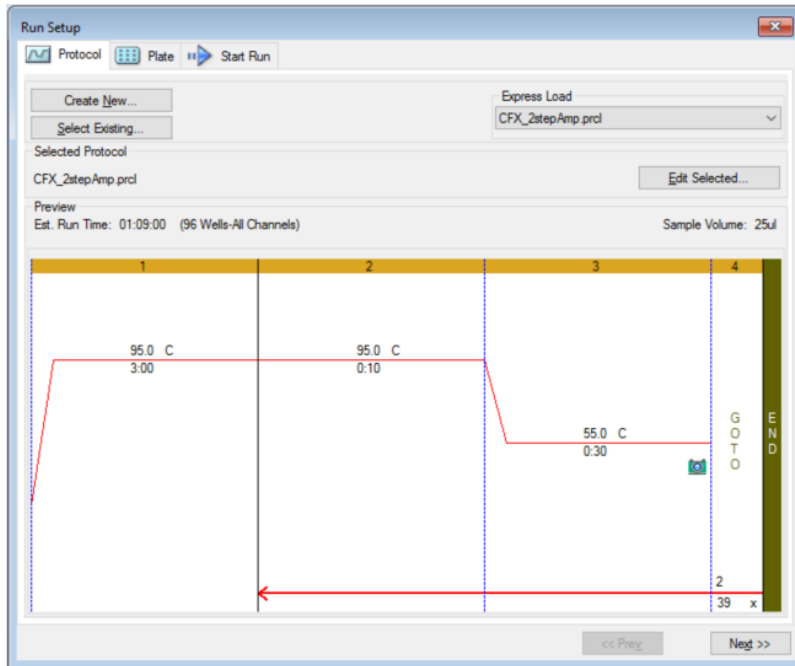 Run Setup
Protocol Plate Start Run
Create New...
Express Load
CFX_2stepAmp.prcl
Select Existing...
Selected Protocol
CFX_2stepAmp.prcl
Edit Selected...
Preview
Est. Run Time: 01:09:00 (96 Wells-All Channels) Sample Volume: 25ul
1 2 3 4
95.0 C 95.0 C
3:00 0:10
55.0 C
0:30
GOTO
END
2
39 x
<< Prev Next >>